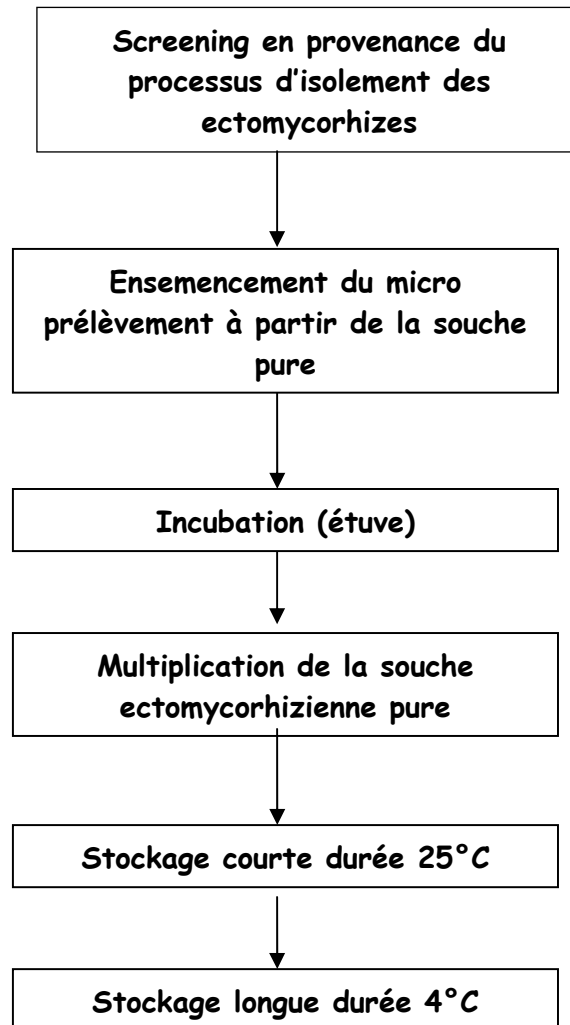 Screening en provenance du
processus d'isolement des
ectomycorhizes
Ensemencement du micro
prélèvement à partir de la souche
pure
Incubation (étuve)
Multiplication de la souche
ectomycorhizienne pure
Stockage courte durée 25°C
Stockage longue durée 4°C